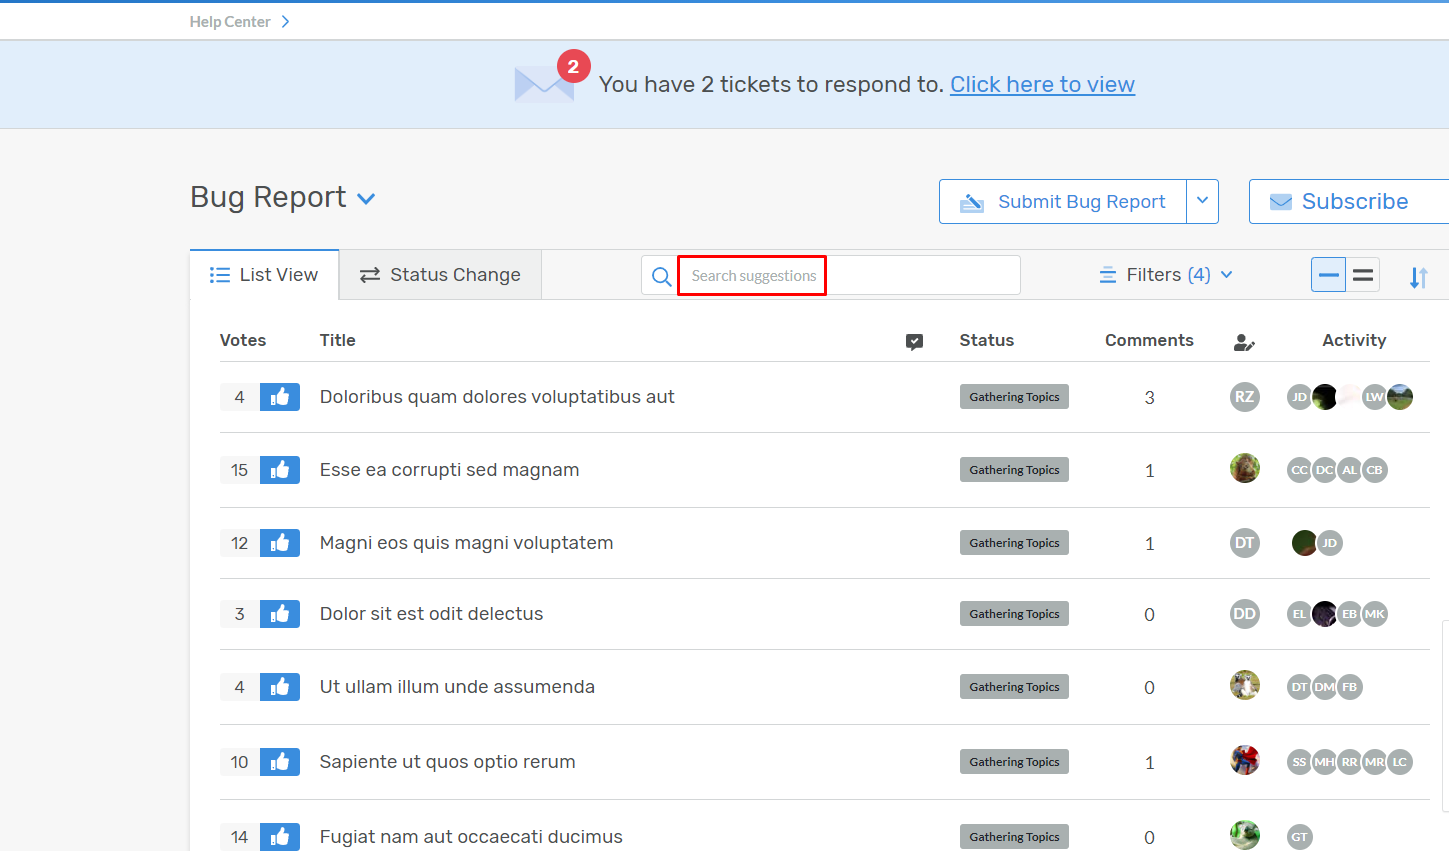 Help Center
2
You have 2 tickets to respond to. Click here to view
Bug Report
Submit Bug Report
Subscribe
List View
Status Change
Search suggestions
Filters (4)
Votes Title Status Comments Activity
4 Doloribus quam dolores voluptatibus aut Gathering Topics 3 RZ JD LW
15 Esse ea corrupti sed magnam Gathering Topics 1 CC DC AL CB
12 Magni eos quis magni voluptatem Gathering Topics 1 DT JD
3 Dolor sit est odit delectus Gathering Topics 0 DD EL EB MK
4 Ut ullam illum unde assumenda Gathering Topics 0 DT DM FB
10 Sapiente ut quos optio rerum Gathering Topics 1 SS MH RR MR LC
14 Fugiat nam aut occaecati ducimus Gathering Topics 0 GT